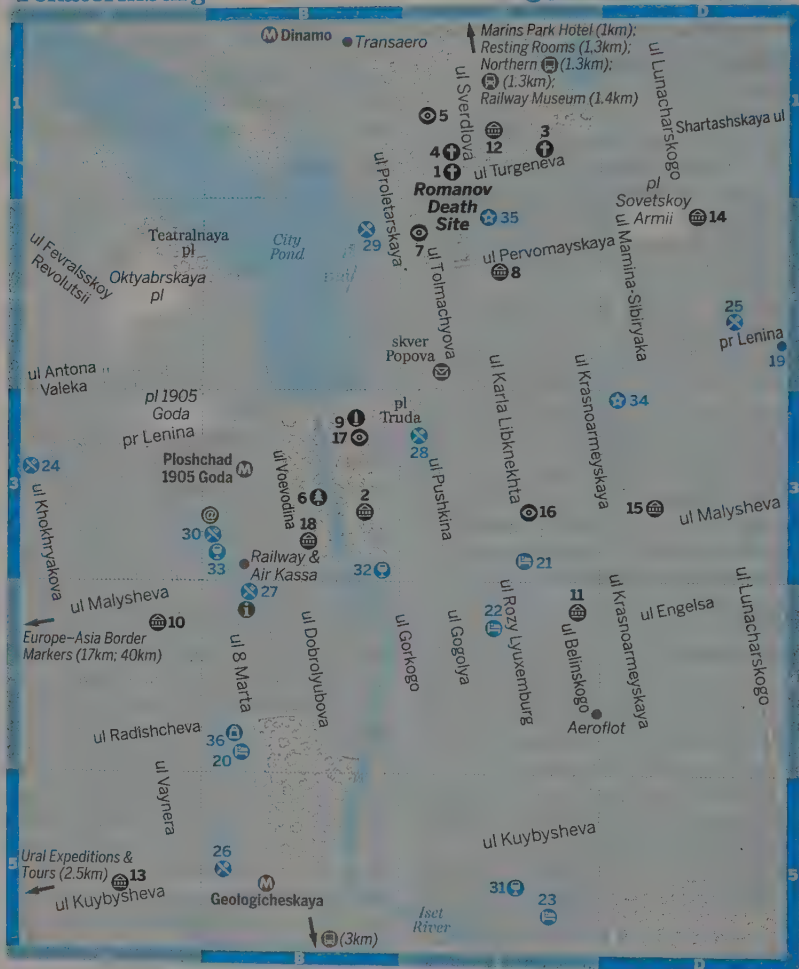 B
D
Dinamo
Transaero
Marins Park Hotel (1km);
Resting Rooms (1.3km);
Northern (1.3km);
(1.3km);
Railway Museum (1.4km)
ul Sverdlova
ul Lunacharskogo
1
1
5
12
3
Shartashskaya ul
4
1
ul Turgeneva
Romanov
Death
Site
ul Proletarskaya
pl
Sovetskoy
Armii
14
35
29
7
Teatralnaya
pl
City
Pond
ul Fevralsskoy
Revolutsii
Oktyabrskaya
pl
ul Pervomayskaya
8
ul Tolmachyova
ul Mamina-Sibiryaka
25
pr Lenina
19
skver
Popova
ul Antona
Valeka
pl 1905
Goda
pr Lenina
ul Karla Libknekhta
ul Krasnoarmeyskaya
34
9
17
pl
Truda
28
24
Ploshchad
1905 Goda
3
3
ul Khokhryakova
ul Voevodina
6
2
18
ul Pushkina
16
15
ul Malysheva
@
30
33
Railway &
Air Kassa
32
21
27
ul Malysheva
10
Europe–Asia Border
Markers (17km; 40km)
ul 8 Marta
ul Dobrolyubova
ul Gorkogo
ul Gogolya
22
ul Rozy Lyuxemburg
11
ul Belinskogo
ul Krasnoarmeyskaya
ul Engelsa
ul Lunacharskogo
Aeroflot
ul Radishcheva
36
20
ul Vaynera
ul Kuybysheva
5
5
Ural Expeditions &
Tours (2.5km)
13
ul Kuybysheva
26
Geologicheskaya
31
23
Iset
River
(3km)
B
D